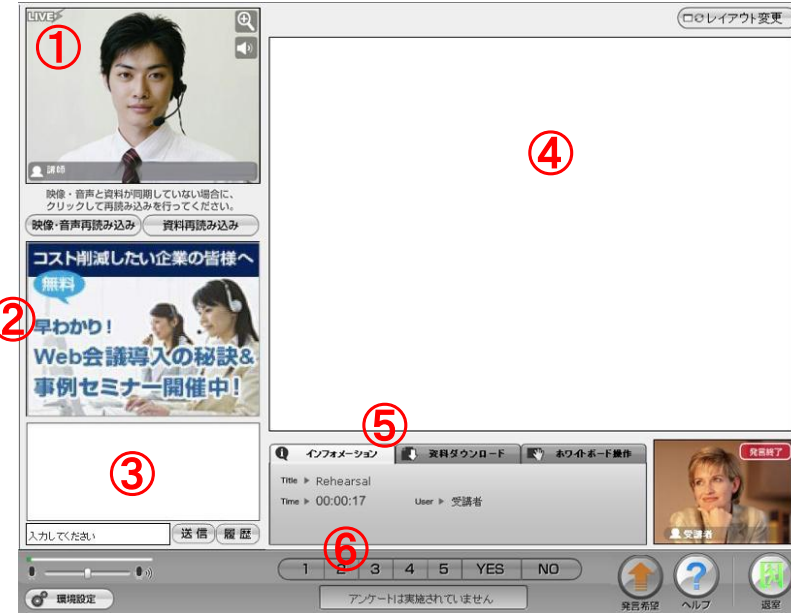 LIVE
①
講師
映像・音声と資料が同期していない場合に、
クリックして再読み込みを行ってください。
映像・音声再読み込み
資料再読み込み
②
コスト削減したい企業の皆様へ
無料
早わかり!
Web会議導入の秘訣&
事例セミナー開催中!
③
入力してください
送信
履歴
レイアウト変更
④
⑤
インフォメーション
資料ダウンロード
ホワイトボード操作
Title ▶ Rehearsal
Time ▶ 00:00:17 User ▶ 受講者
発言終了
受講者
⑥
1 2 3 4 5 YES NO
アンケートは実施されていません
環境設定
発言希望
ヘルプ
退室